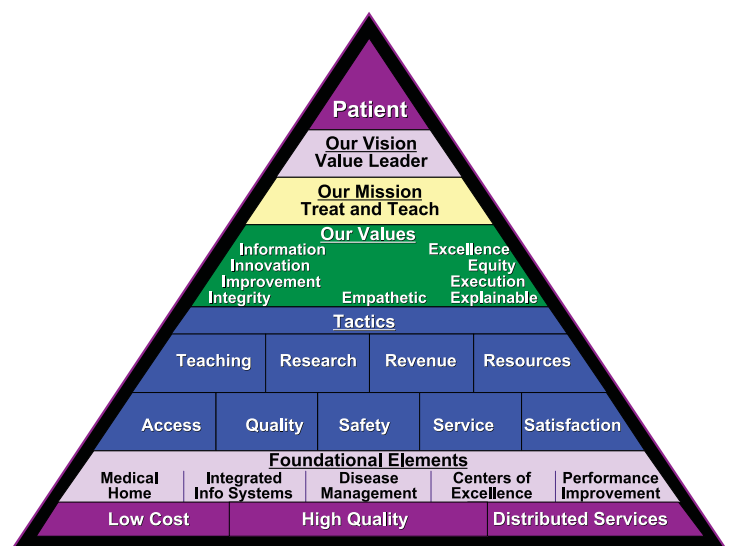 Patient
Our Vision
Value Leader
Our Mission
Treat and Teach
Our Values
Information Excellence
Innovation Equity
Improvement Execution
Integrity Empathetic Explainable
Tactics
Teaching Research Revenue Resources
Access Quality Safety Service Satisfaction
Foundational Elements
Medical Home
Integrated Info Systems
Disease Management
Centers of Excellence
Performance Improvement
Low Cost High Quality Distributed Services